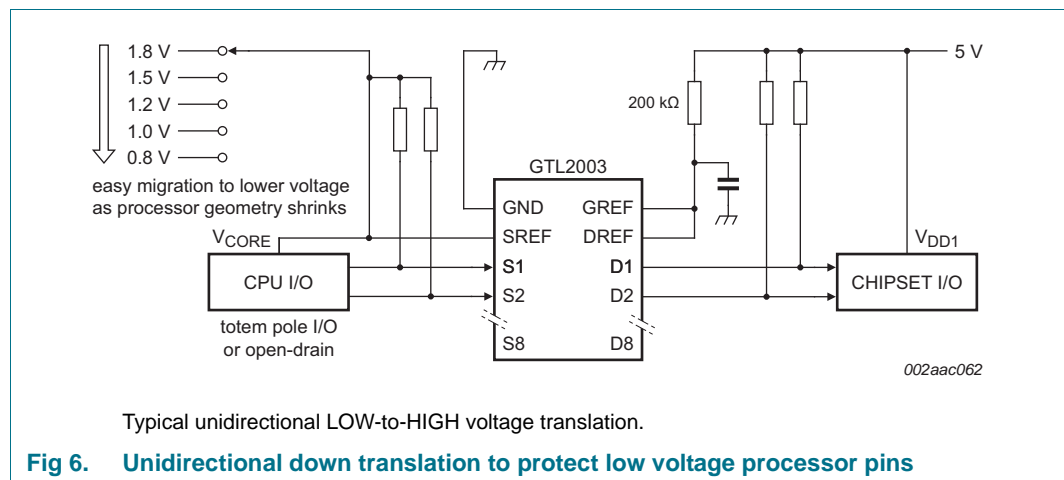 1.8 V
1.5 V
1.2 V
1.0 V
0.8 V
easy migration to lower voltage
as processor geometry shrinks
5 V
200 kΩ
GTL2003
GND GREF
SREF DREF
S1 D1
S2 D2
S8 D8
VCORE
CPU I/O
totem pole I/O
or open-drain
VDD1
CHIPSET I/O
002aac062
Typical unidirectional LOW-to-HIGH voltage translation.
Fig 6. Unidirectional down translation to protect low voltage processor pins